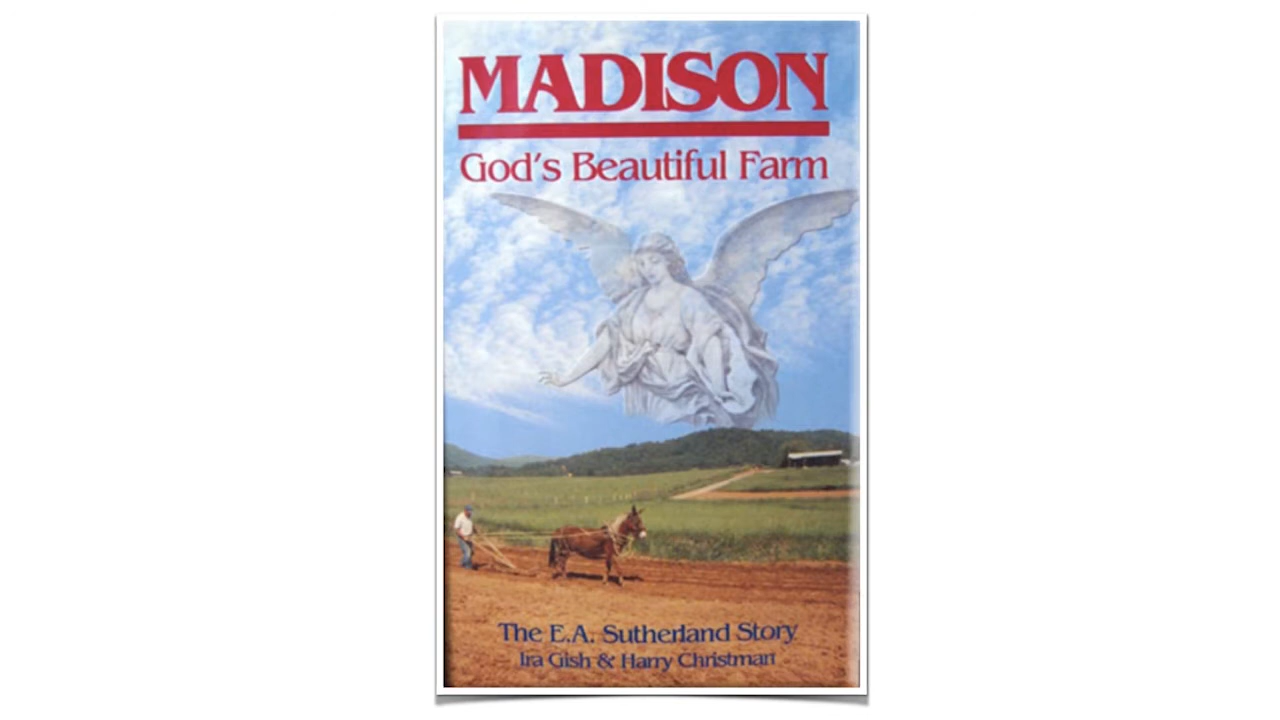 MADISON
God's Beautiful Farm
The E.A. Sutherland Story
Ira Gish & Harry Christman